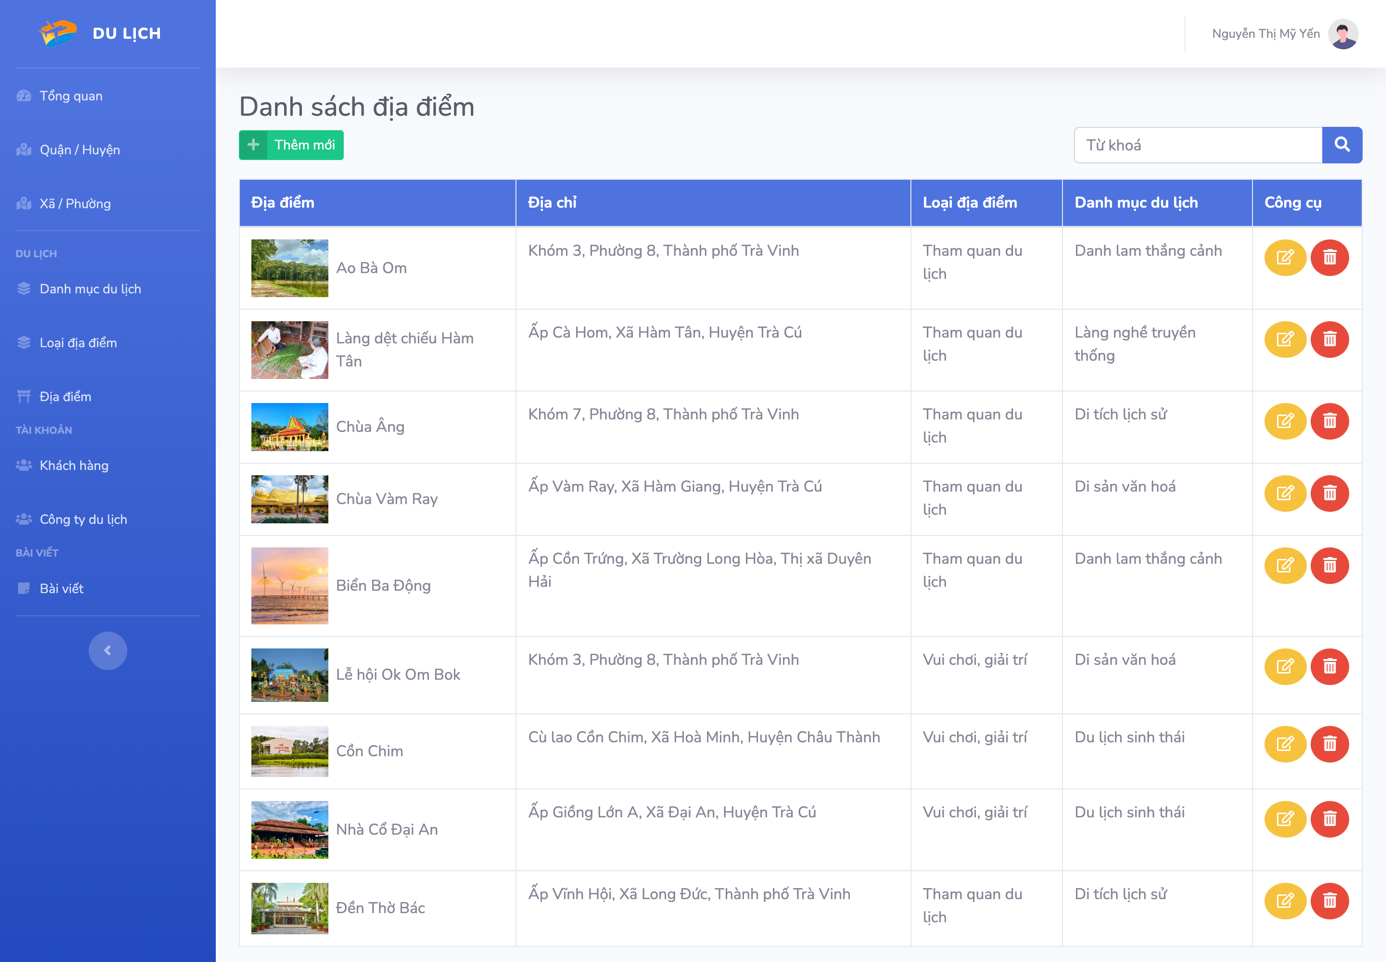 DU LỊCH
Nguyễn Thị Mỹ Yến
Tổng quan
Quận / Huyện
Xã / Phường
DU LỊCH
Danh mục du lịch
Loại địa điểm
Địa điểm
TÀI KHOẢN
Khách hàng
Công ty du lịch
BÀI VIẾT
Bài viết
Danh sách địa điểm
Thêm mới
Từ khoá
Địa điểm
Địa chỉ
Loại địa điểm
Danh mục du lịch
Công cụ
Ao Bà Om
Khóm 3, Phường 8, Thành phố Trà Vinh
Tham quan du
lịch
Danh lam thắng cảnh
Làng dệt chiếu Hàm
Tân
Ấp Cà Hom, Xã Hàm Tân, Huyện Trà Cú
Tham quan du
lịch
Làng nghề truyền
thống
Chùa Âng
Khóm 7, Phường 8, Thành phố Trà Vinh
Tham quan du
lịch
Di tích lịch sử
Chùa Vàm Ray
Ấp Vàm Ray, Xã Hàm Giang, Huyện Trà Cú
Tham quan du
lịch
Di sản văn hoá
Biển Ba Động
Ấp Cồn Trứng, Xã Trường Long Hòa, Thị xã Duyên
Hải
Tham quan du
lịch
Danh lam thắng cảnh
Lễ hội Ok Om Bok
Khóm 3, Phường 8, Thành phố Trà Vinh
Vui chơi, giải trí
Di sản văn hoá
Cồn Chim
Cù lao Cồn Chim, Xã Hoà Minh, Huyện Châu Thành
Vui chơi, giải trí
Du lịch sinh thái
Nhà Cổ Đại An
Ấp Giồng Lớn A, Xã Đại An, Huyện Trà Cú
Vui chơi, giải trí
Du lịch sinh thái
Đền Thờ Bác
Ấp Vĩnh Hội, Xã Long Đức, Thành phố Trà Vinh
Tham quan du
lịch
Di tích lịch sử